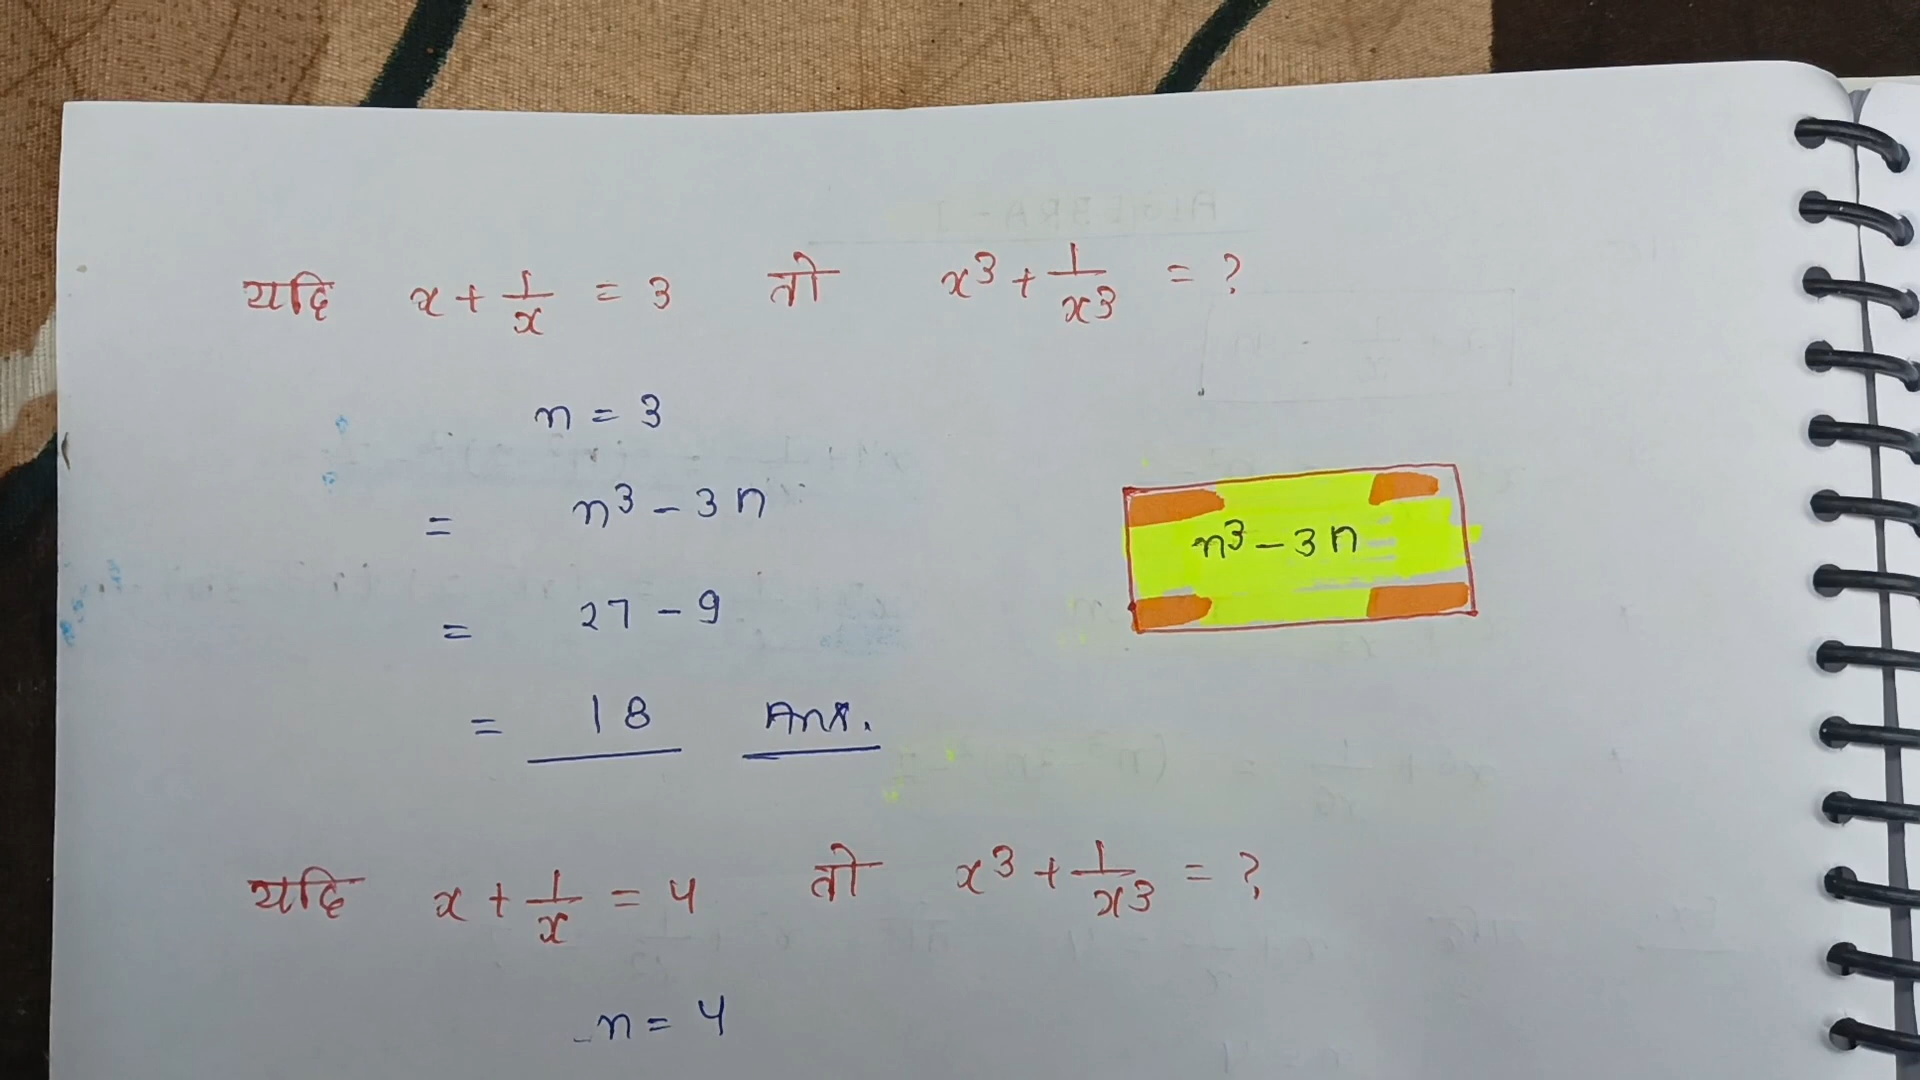 यदि x + 1/x = 3 तो x³ + 1/x³ = ?
n = 3
= n³ - 3n
n³ - 3n
= 27 - 9
= 18 Ans.
यदि x + 1/x = 4 तो x³ + 1/x³ = ?
n = 4